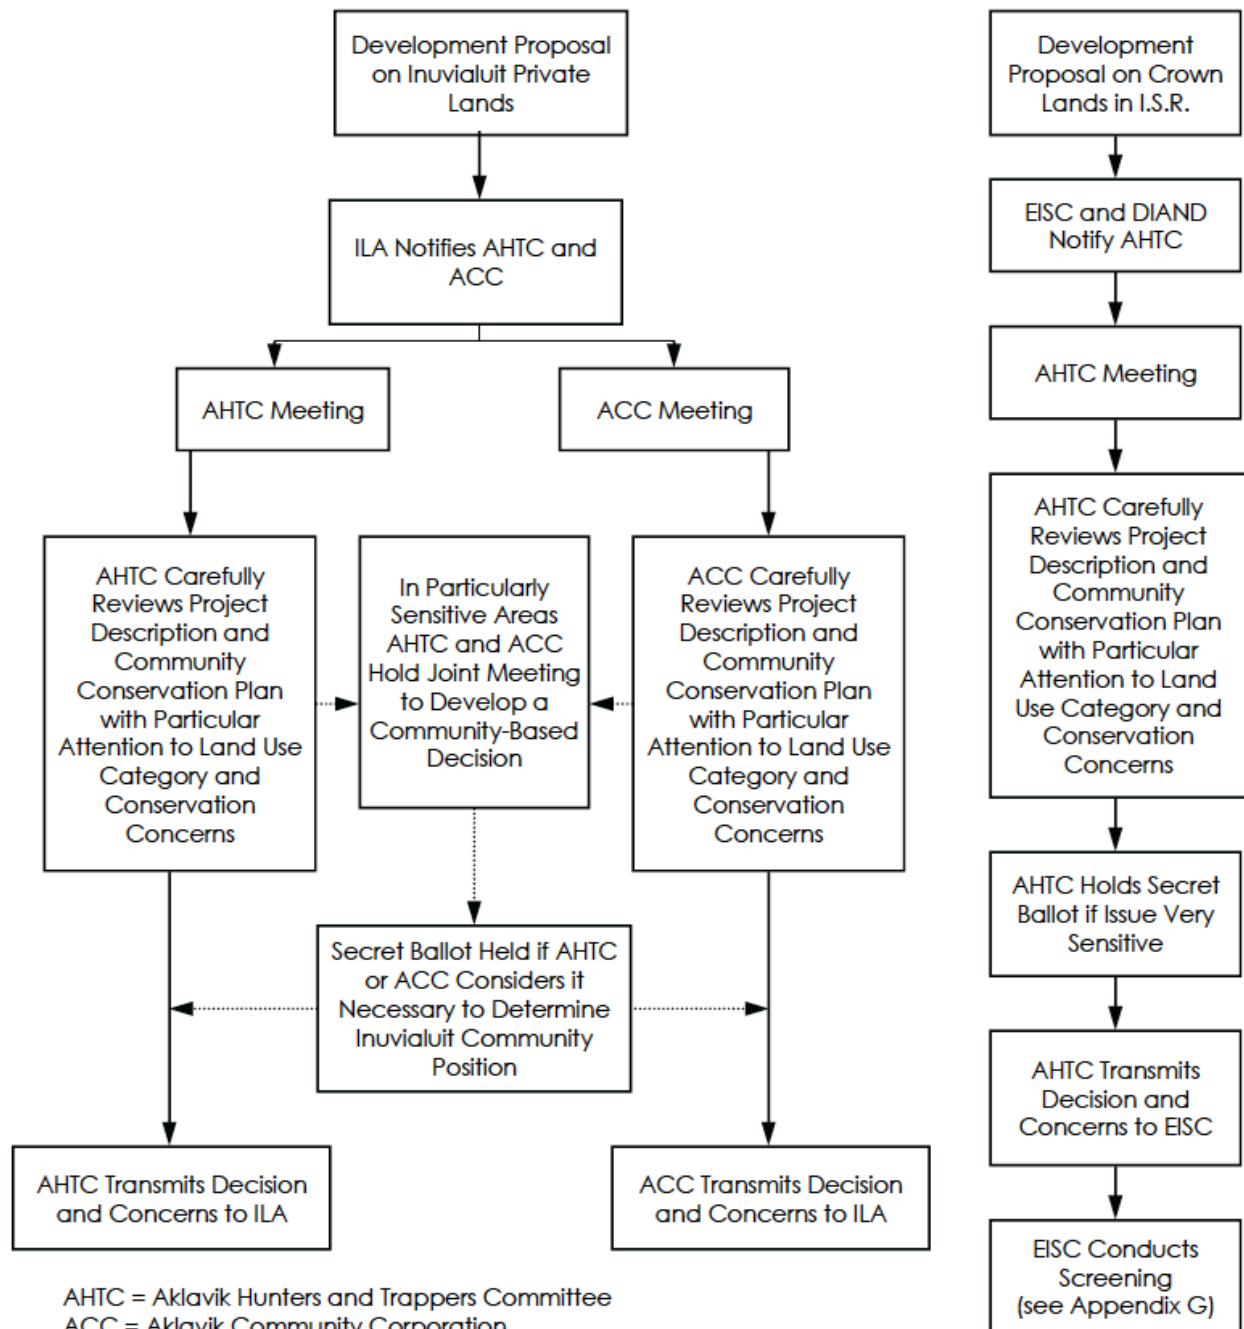 Development Proposal
on Inuvialuit Private
Lands
ILA Notifies AHTC and
ACC
AHTC Meeting
ACC Meeting
AHTC Carefully
Reviews Project
Description and
Community
Conservation Plan
with Particular
Attention to Land Use
Category and
Conservation
Concerns
In Particularly
Sensitive Areas
AHTC and ACC
Hold Joint Meeting
to Develop a
Community-Based
Decision
ACC Carefully
Reviews Project
Description and
Community
Conservation Plan
with Particular
Attention to Land Use
Category and
Conservation
Concerns
Secret Ballot Held if AHTC
or ACC Considers it
Necessary to Determine
Inuvialuit Community
Position
AHTC Transmits Decision
and Concerns to ILA
ACC Transmits Decision
and Concerns to ILA
Development
Proposal on Crown
Lands in I.S.R.
EISC and DIAND
Notify AHTC
AHTC Meeting
AHTC Carefully
Reviews Project
Description and
Community
Conservation Plan
with Particular
Attention to Land
Use Category and
Conservation
Concerns
AHTC Holds Secret
Ballot if Issue Very
Sensitive
AHTC Transmits
Decision and
Concerns to EISC
EISC Conducts
Screening
(see Appendix G)
AHTC = Aklavik Hunters and Trappers Committee
ACC = Aklavik Community Corporation